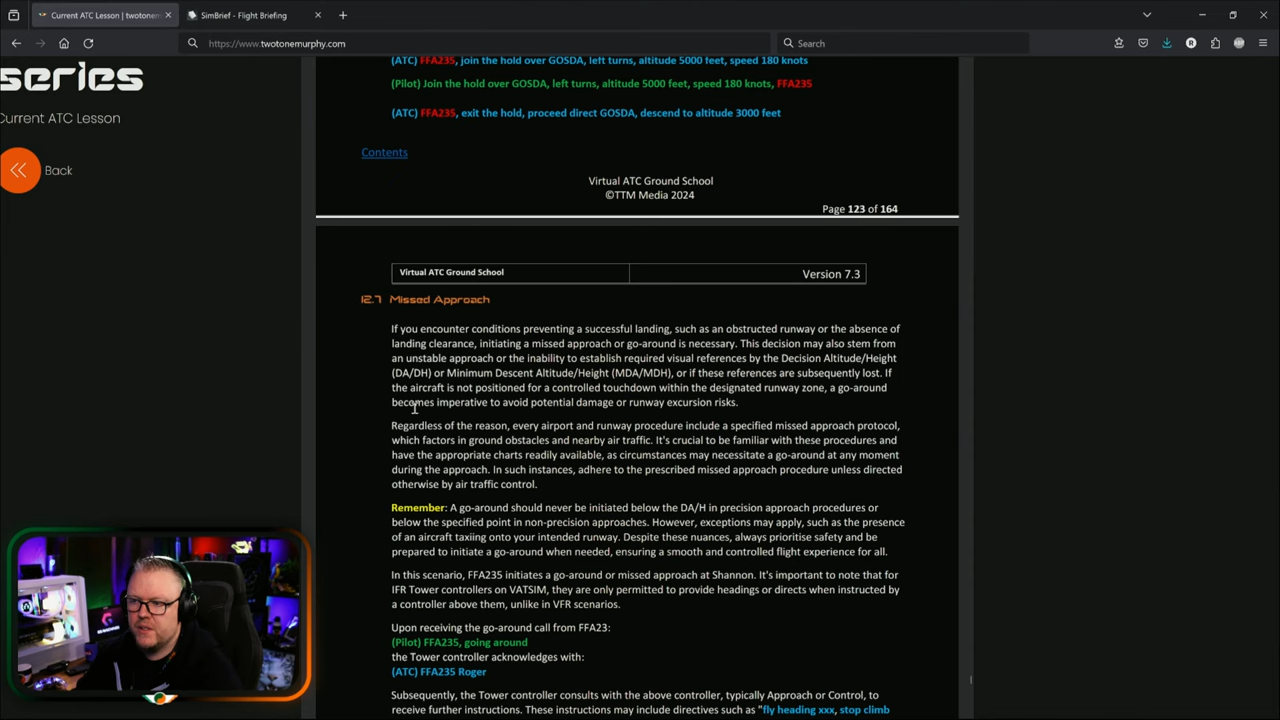 Current ATC Lesson | twotonem
SimBrief - Flight Briefing
https://www.twotonemurphy.com
Search
series
Current ATC Lesson
Back
(ATC) FFA235, join the hold over GOSDA, left turns, altitude 5000 feet, speed 180 knots
(Pilot) Join the hold over GOSDA, left turns, altitude 5000 feet, speed 180 knots, FFA235
(ATC) FFA235, exit the hold, proceed direct GOSDA, descend to altitude 3000 feet
Contents
Virtual ATC Ground School
©TTM Media 2024
Page 123 of 164
Virtual ATC Ground School
Version 7.3
12.7 Missed Approach
If you encounter conditions preventing a successful landing, such as an obstructed runway or the absence of
landing clearance, initiating a missed approach or go-around is necessary. This decision may also stem from
an unstable approach or the inability to establish required visual references by the Decision Altitude/Height
(DA/DH) or Minimum Descent Altitude/Height (MDA/MDH), or if these references are subsequently lost. If
the aircraft is not positioned for a controlled touchdown within the designated runway zone, a go-around
becomes imperative to avoid potential damage or runway excursion risks.
Regardless of the reason, every airport and runway procedure include a specified missed approach protocol,
which factors in ground obstacles and nearby air traffic. It's crucial to be familiar with these procedures and
have the appropriate charts readily available, as circumstances may necessitate a go-around at any moment
during the approach. In such instances, adhere to the prescribed missed approach procedure unless directed
otherwise by air traffic control.
Remember: A go-around should never be initiated below the DA/H in precision approach procedures or
below the specified point in non-precision approaches. However, exceptions may apply, such as the presence
of an aircraft taxiing onto your intended runway. Despite these nuances, always prioritise safety and be
prepared to initiate a go-around when needed, ensuring a smooth and controlled flight experience for all.
In this scenario, FFA235 initiates a go-around or missed approach at Shannon. It's important to note that for
IFR Tower controllers on VATSIM, they are only permitted to provide headings or directs when instructed by
a controller above them, unlike in VFR scenarios.
Upon receiving the go-around call from FFA23:
(Pilot) FFA235, going around
the Tower controller acknowledges with:
(ATC) FFA235 Roger
Subsequently, the Tower controller consults with the above controller, typically Approach or Control, to
receive further instructions. These instructions may include directives such as "fly heading xxx, stop climb